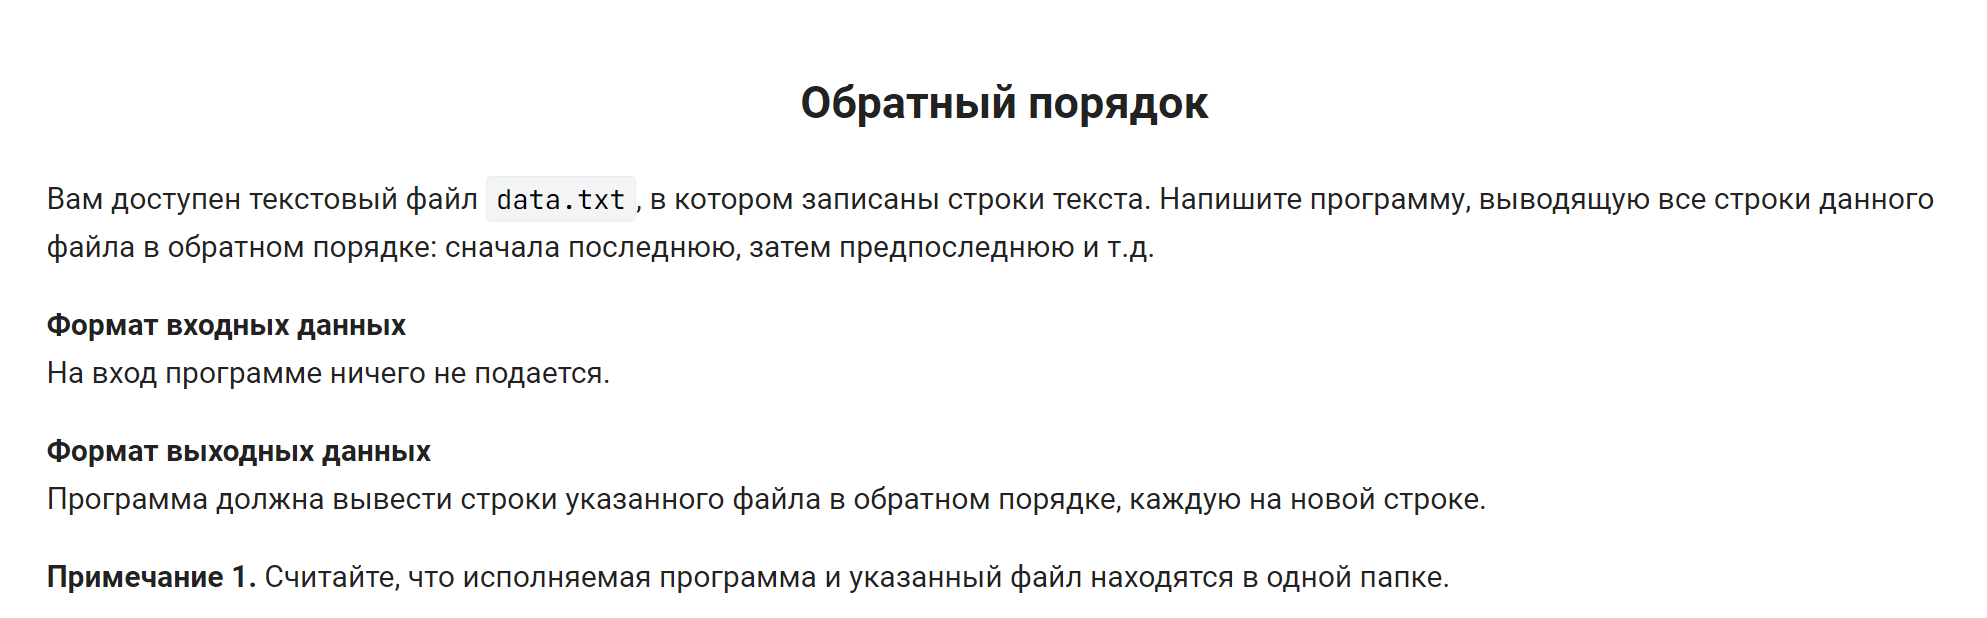 Обратный порядок
Вам доступен текстовый файл data.txt, в котором записаны строки текста. Напишите программу, выводящую все строки данного
файла в обратном порядке: сначала последнюю, затем предпоследнюю и т.д.
Формат входных данных
На вход программе ничего не подается.
Формат выходных данных
Программа должна вывести строки указанного файла в обратном порядке, каждую на новой строке.
Примечание 1. Считайте, что исполняемая программа и указанный файл находятся в одной папке.